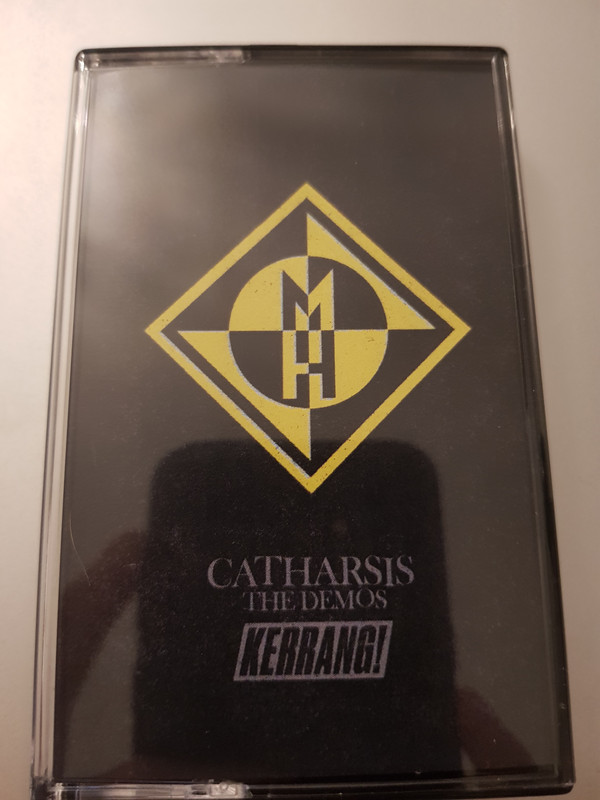 M
H
CATHARSIS
THE DEMOS
KERRANG!